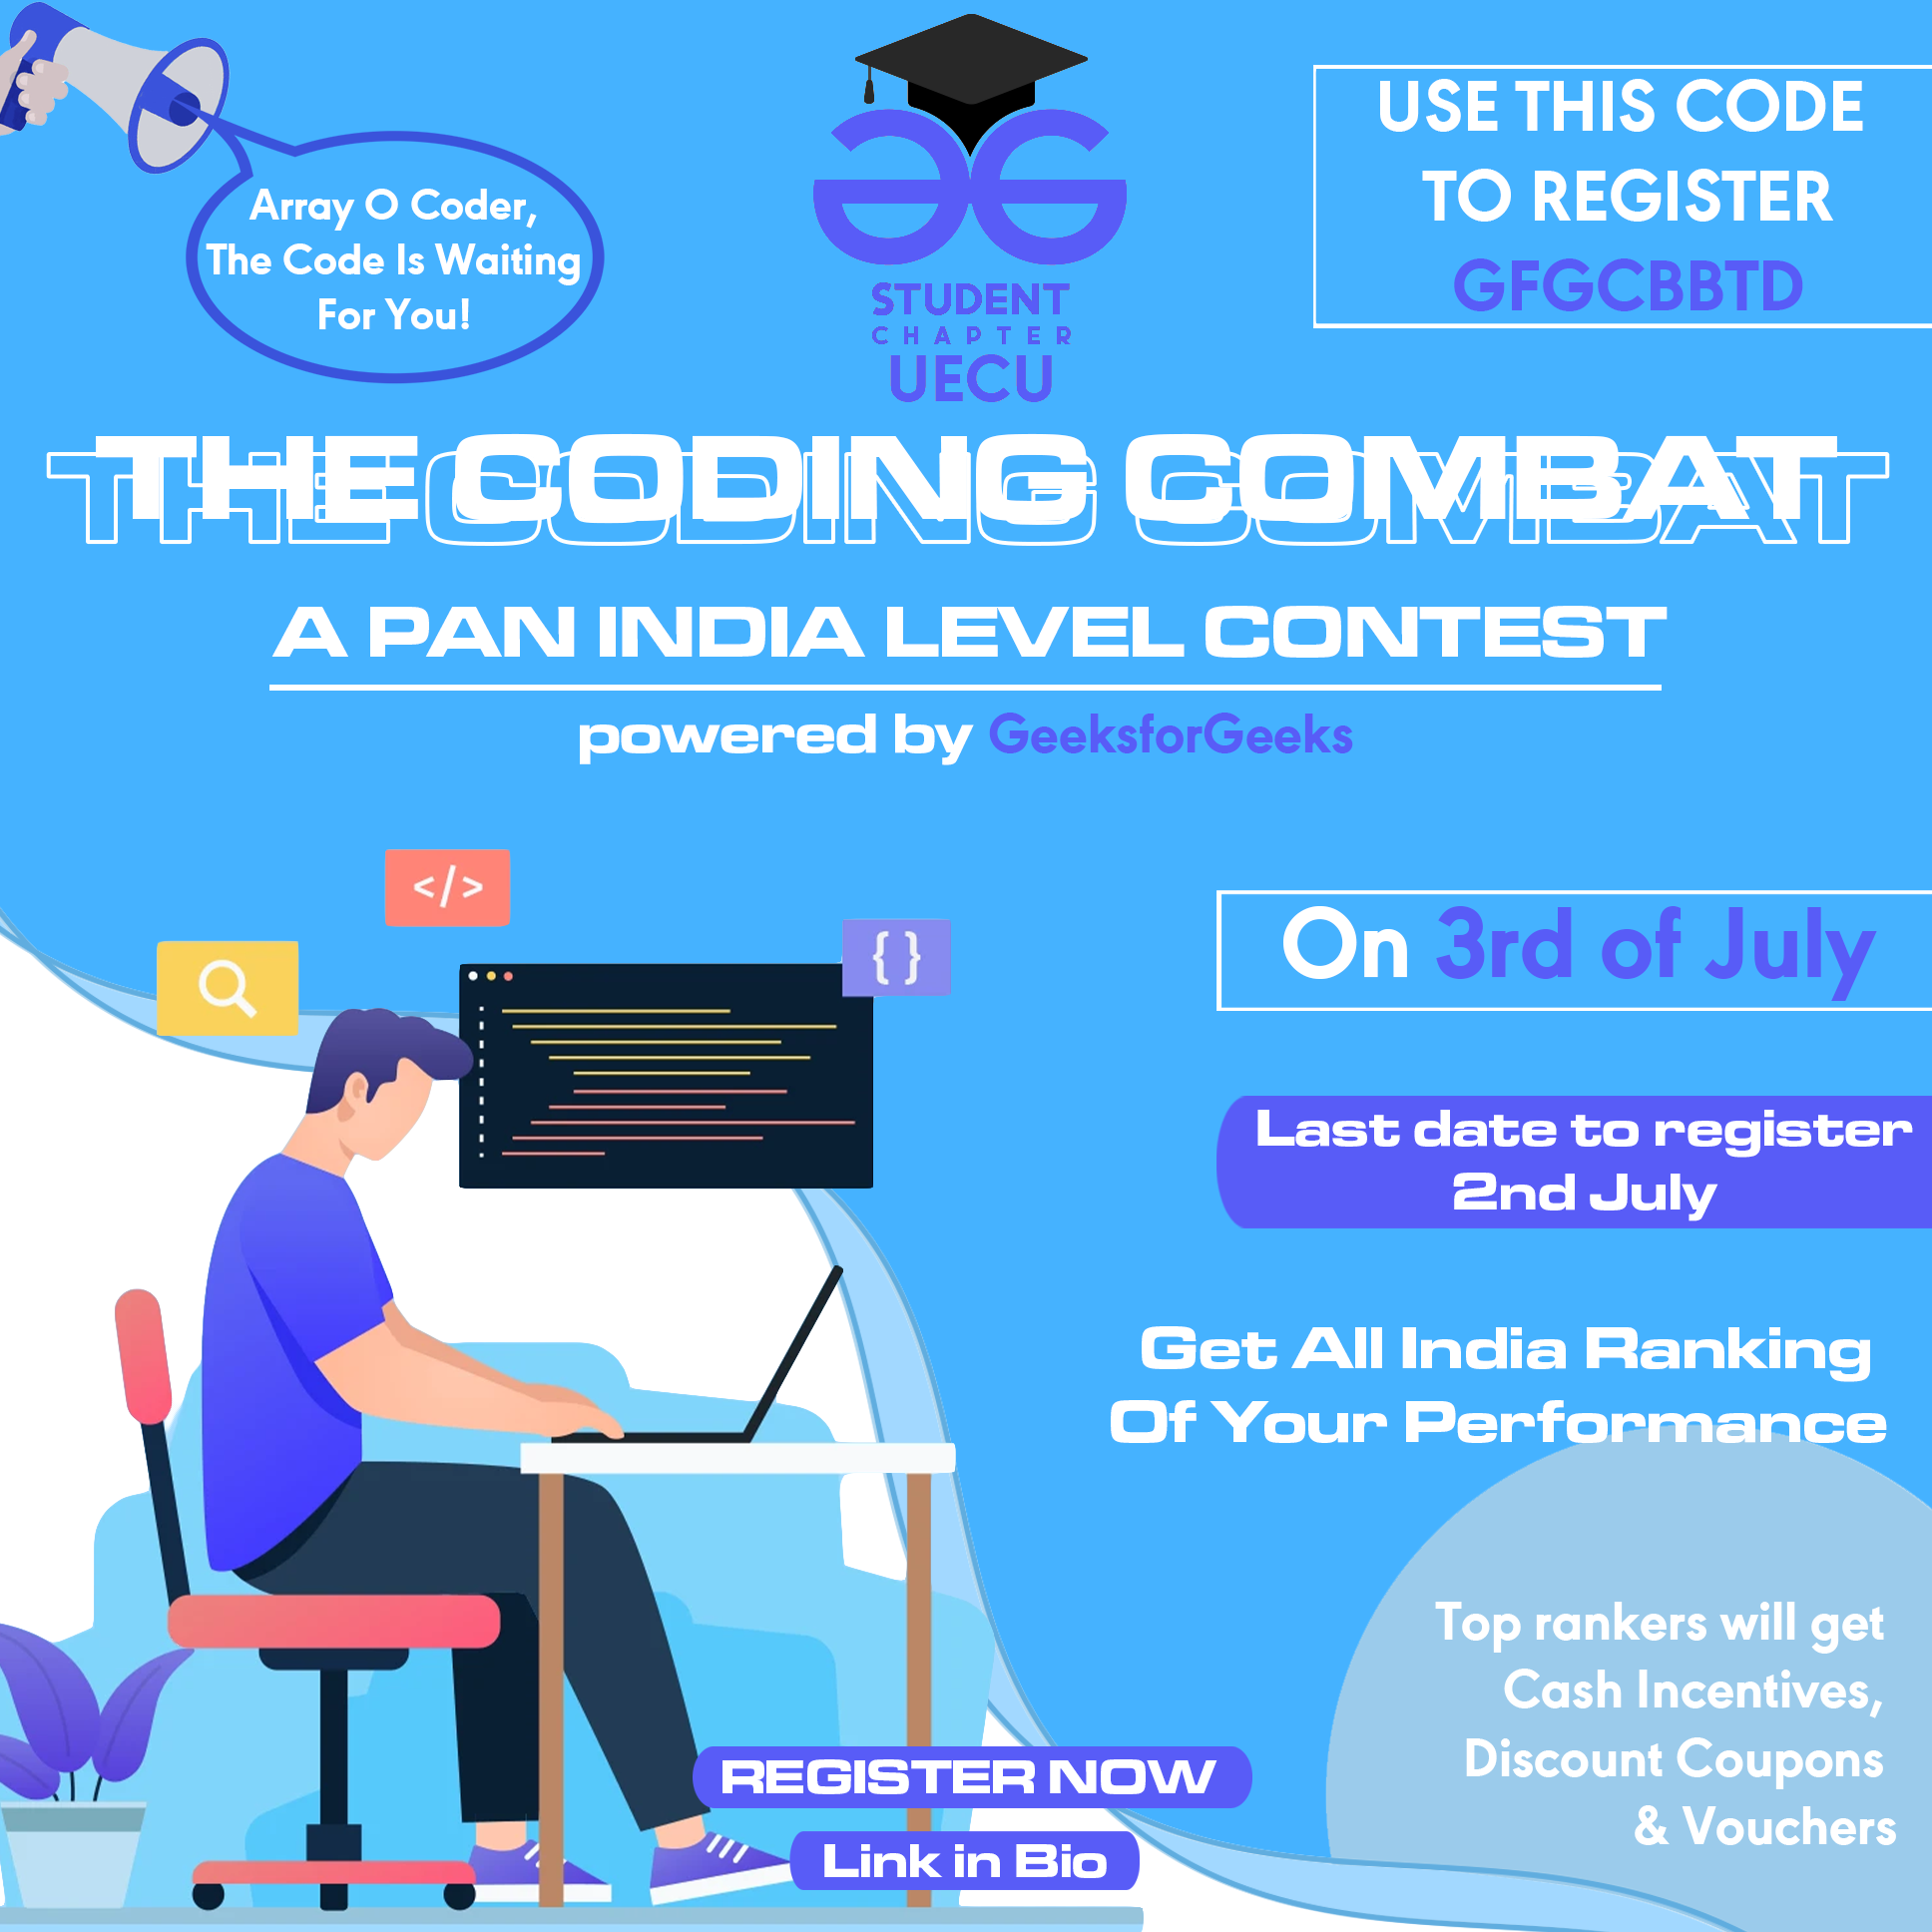 Array O Coder,
The Code Is Waiting
For You!
STUDENT
CHAPTER
UECU
USE THIS CODE
TO REGISTER
GFGCBBTD
THE CODING COMBAT
A PAN INDIA LEVEL CONTEST
powered by GeeksforGeeks
</>
{ }
On 3rd of July
Last date to register
2nd July
Get All India Ranking
Of Your Performance
Top rankers will get
Cash Incentives,
Discount Coupons
& Vouchers
REGISTER NOW
Link in Bio